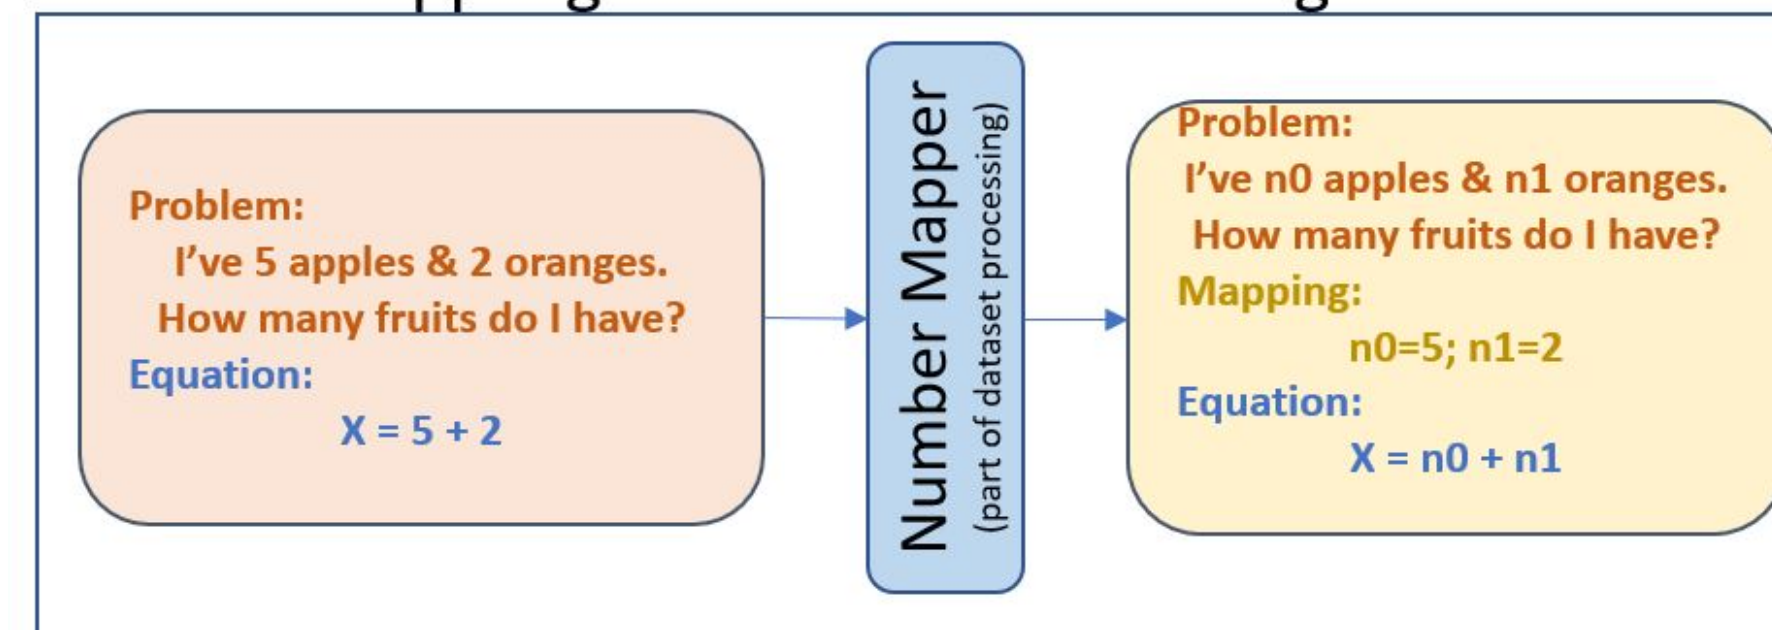 Problem:
I've 5 apples & 2 oranges.
How many fruits do I have?
Equation:
X = 5 + 2
Number Mapper
(part of dataset processing)
Problem:
I've n0 apples & n1 oranges.
How many fruits do I have?
Mapping:
n0=5; n1=2
Equation:
X = n0 + n1